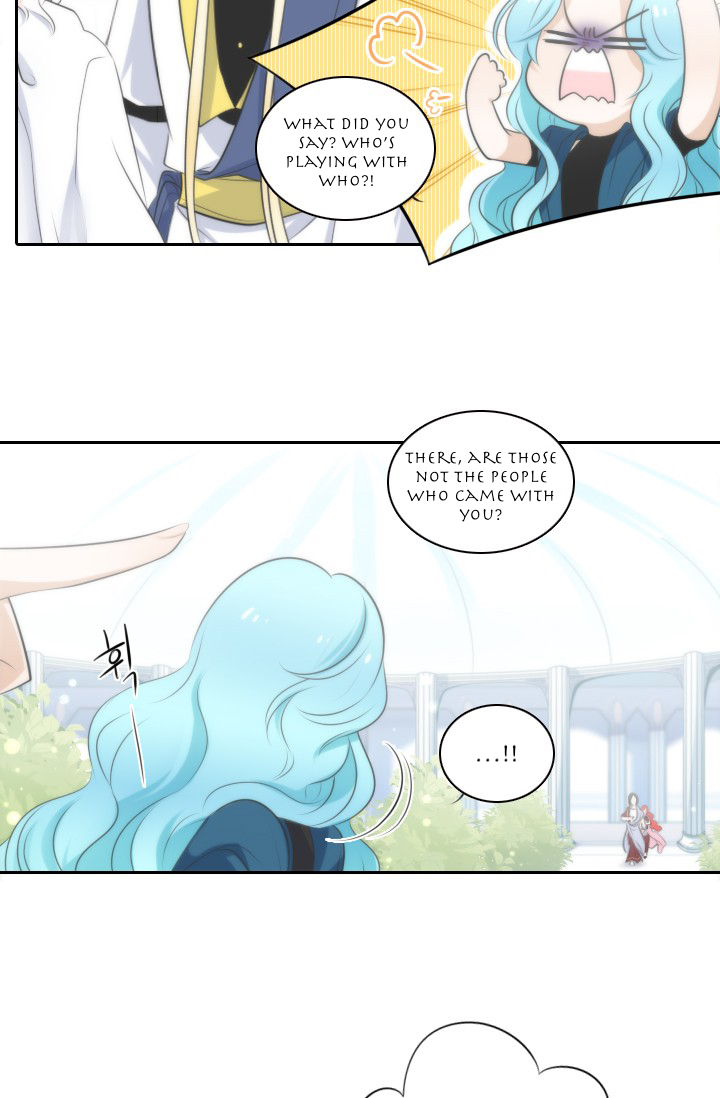 WHAT DID YOU
SAY? WHO'S
PLAYING WITH
WHO?!
THERE, ARE THOSE
NOT THE PEOPLE
WHO CAME WITH
YOU?
휙
...!!